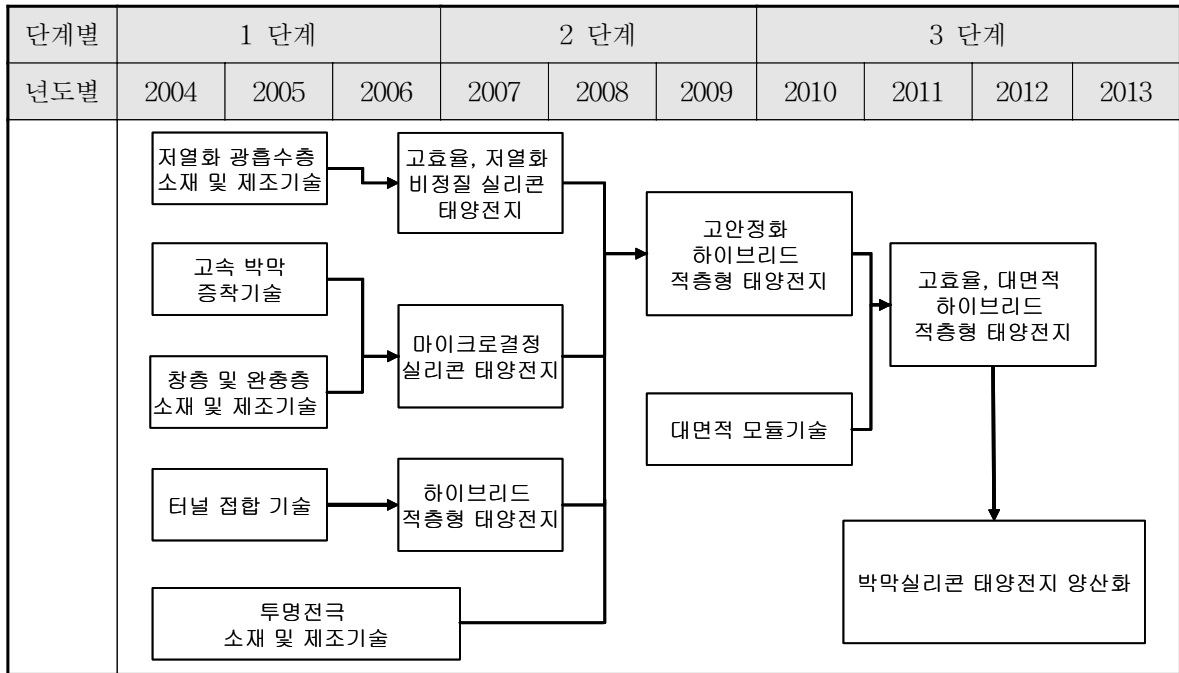 단계별 1 단계 2 단계 3 단계
년도별 2004 2005 2006 2007 2008 2009 2010 2011 2012 2013
저열화 광흡수층
소재 및 제조기술
고효율, 저열화
비정질 실리콘
태양전지
고속 박막
증착기술
창층 및 완충층
소재 및 제조기술
마이크로결정
실리콘 태양전지
터널 접합 기술
하이브리드
적층형 태양전지
투명전극
소재 및 제조기술
고안정화
하이브리드
적층형 태양전지
대면적 모듈기술
고효율, 대면적
하이브리드
적층형 태양전지
박막실리콘 태양전지 양산화